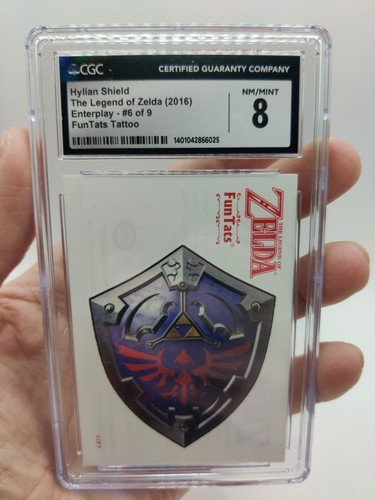 CGC
CERTIFIED GUARANTY COMPANY
Hylian Shield
The Legend of Zelda (2016)
Enterplay - #6 of 9
FunTats Tattoo
NM/MINT
8
1401042866025
THE LEGEND OF
ZELDA
FunTats